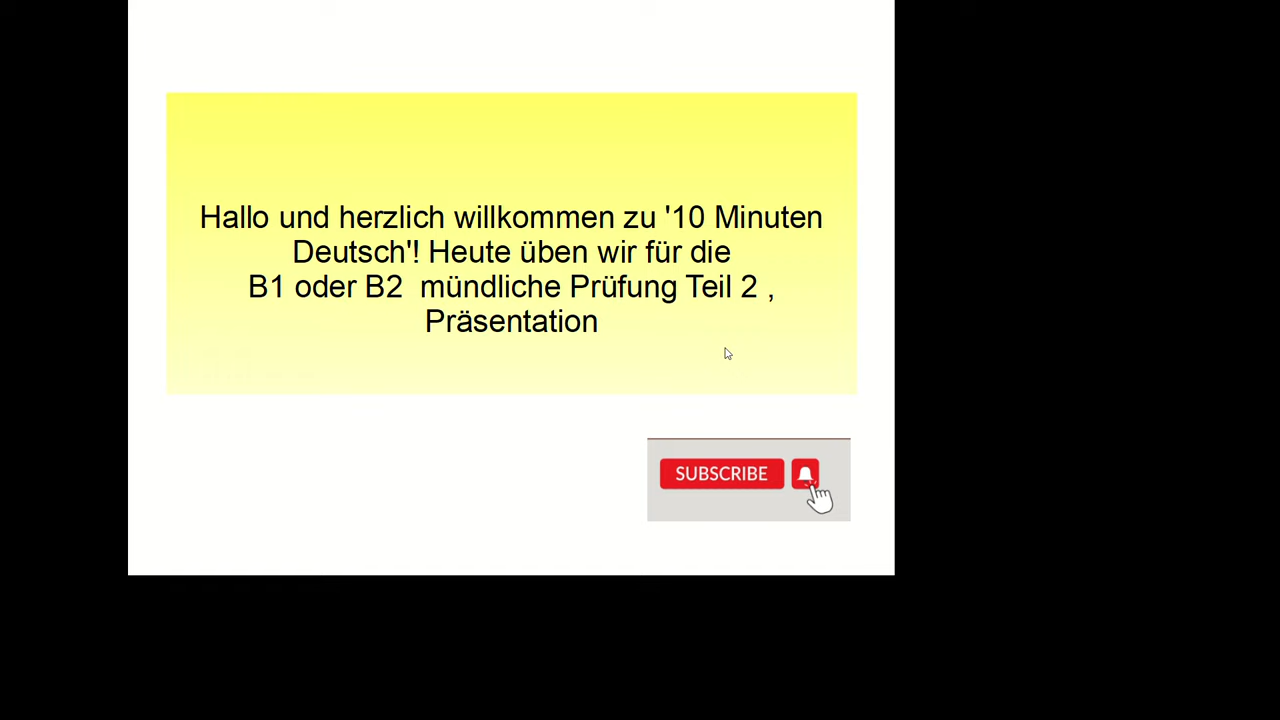 Hallo und herzlich willkommen zu '10 Minuten
Deutsch'! Heute üben wir für die
B1 oder B2  mündliche Prüfung Teil 2 ,
Präsentation
SUBSCRIBE